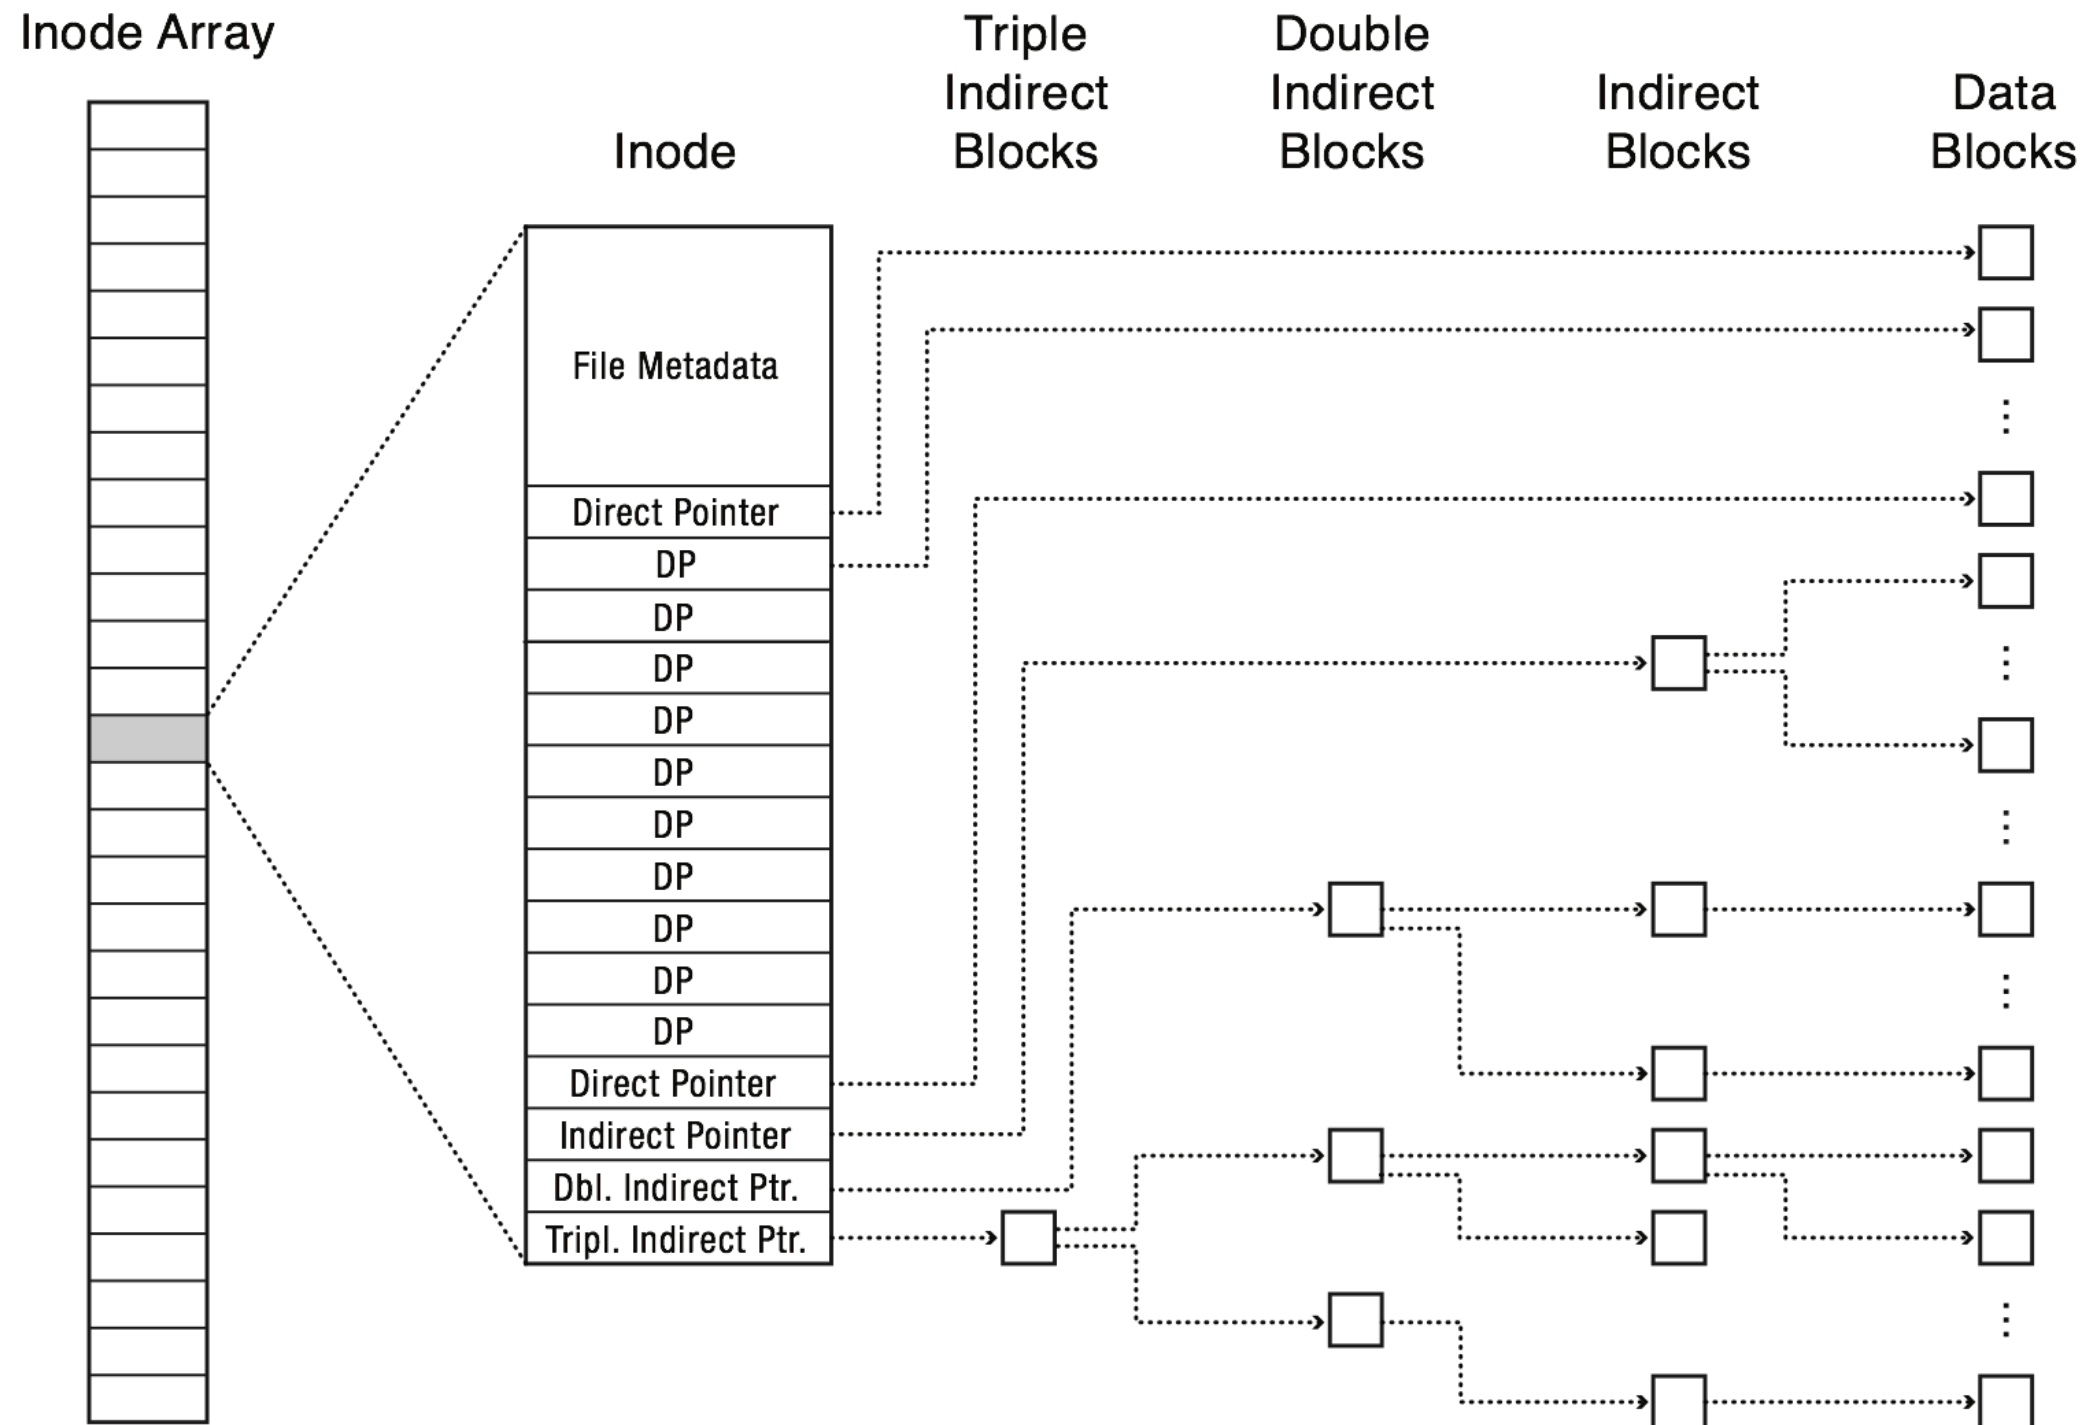 Inode Array
Inode
Triple
Indirect
Blocks
Double
Indirect
Blocks
Indirect
Blocks
Data
Blocks
File Metadata
Direct Pointer
DP
DP
DP
DP
DP
DP
DP
DP
DP
DP
Direct Pointer
Indirect Pointer
Dbl. Indirect Ptr.
Tripl. Indirect Ptr.